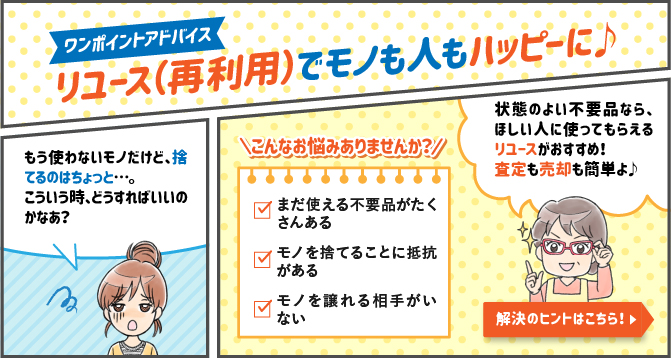 ワンポイントアドバイス
リユース(再利用)でモノも人もハッピーに♪
もう使わないモノだけど、捨
てるのはちょっと…。
こういう時、どうすればいいの
かなあ?
\\こんなお悩みありませんか?//
まだ使える不要品がたく
さんある
モノを捨てることに抵抗
がある
モノを譲れる相手がい
ない
状態のよい不要品なら、
ほしい人に使ってもらえる
リユースがおすすめ!
査定も売却も簡単よ♪
解決のヒントはこちら!